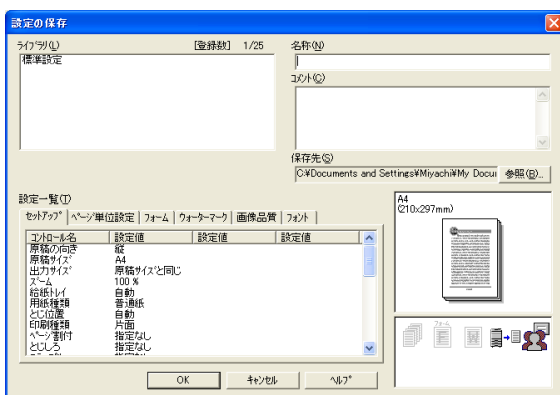 設定の保存
ライブラリ(L) [登録数] 1/25
標準設定
名称(N)
コメント(C)
保存先(S)
C:¥Documents and Settings¥Miyachi¥My Docur 参照(B)...
設定一覧(T)
セットアップ ページ単位設定 フォーム ウォーターマーク 画像品質 フォント
コントロール名 設定値 設定値 設定値
原稿の向き 縦
原稿サイズ A4
出力サイズ 原稿サイズと同じ
ズーム 100 %
給紙トレイ 自動
用紙種類 普通紙
とじ位置 自動
印刷種類 片面
ページ割付 指定なし
とじしろ 指定なし
A4
(210x297mm)
フォーム
OK キャンセル ヘルプ